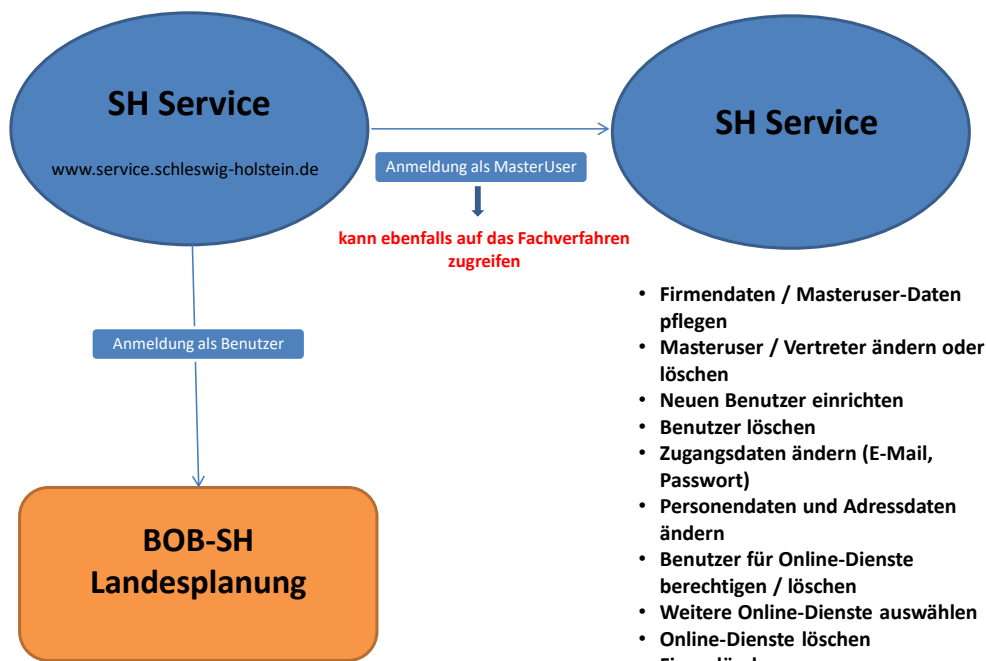 SH Service
www.service.schleswig-holstein.de
SH Service
Anmeldung als MasterUser
kann ebenfalls auf das Fachverfahren
zugreifen
Anmeldung als Benutzer
BOB-SH
Landesplanung
• Firmendaten / Masteruser-Daten
pflegen
• Masteruser / Vertreter ändern oder
löschen
• Neuen Benutzer einrichten
• Benutzer löschen
• Zugangsdaten ändern (E-Mail,
Passwort)
• Personendaten und Adressdaten
ändern
• Benutzer für Online-Dienste
berechtigen / löschen
• Weitere Online-Dienste auswählen
• Online-Dienste löschen